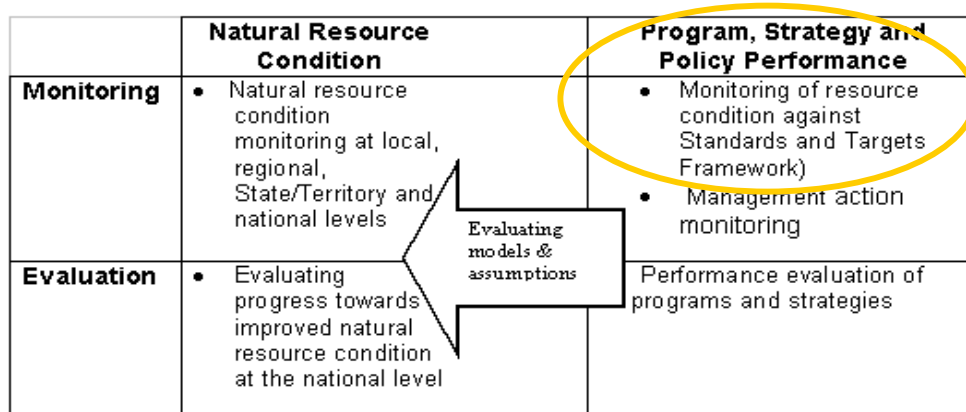 Natural Resource
Condition
Program, Strategy and
Policy Performance
Monitoring
• Natural resource
condition
monitoring at local,
regional,
State/Territory and
national levels
• Monitoring of resource
condition against
Standards and Targets
Framework)
• Management action
monitoring
Evaluating
models &
assumptions
Evaluation
• Evaluating
progress towards
improved natural
resource condition
at the national level
Performance evaluation of
programs and strategies